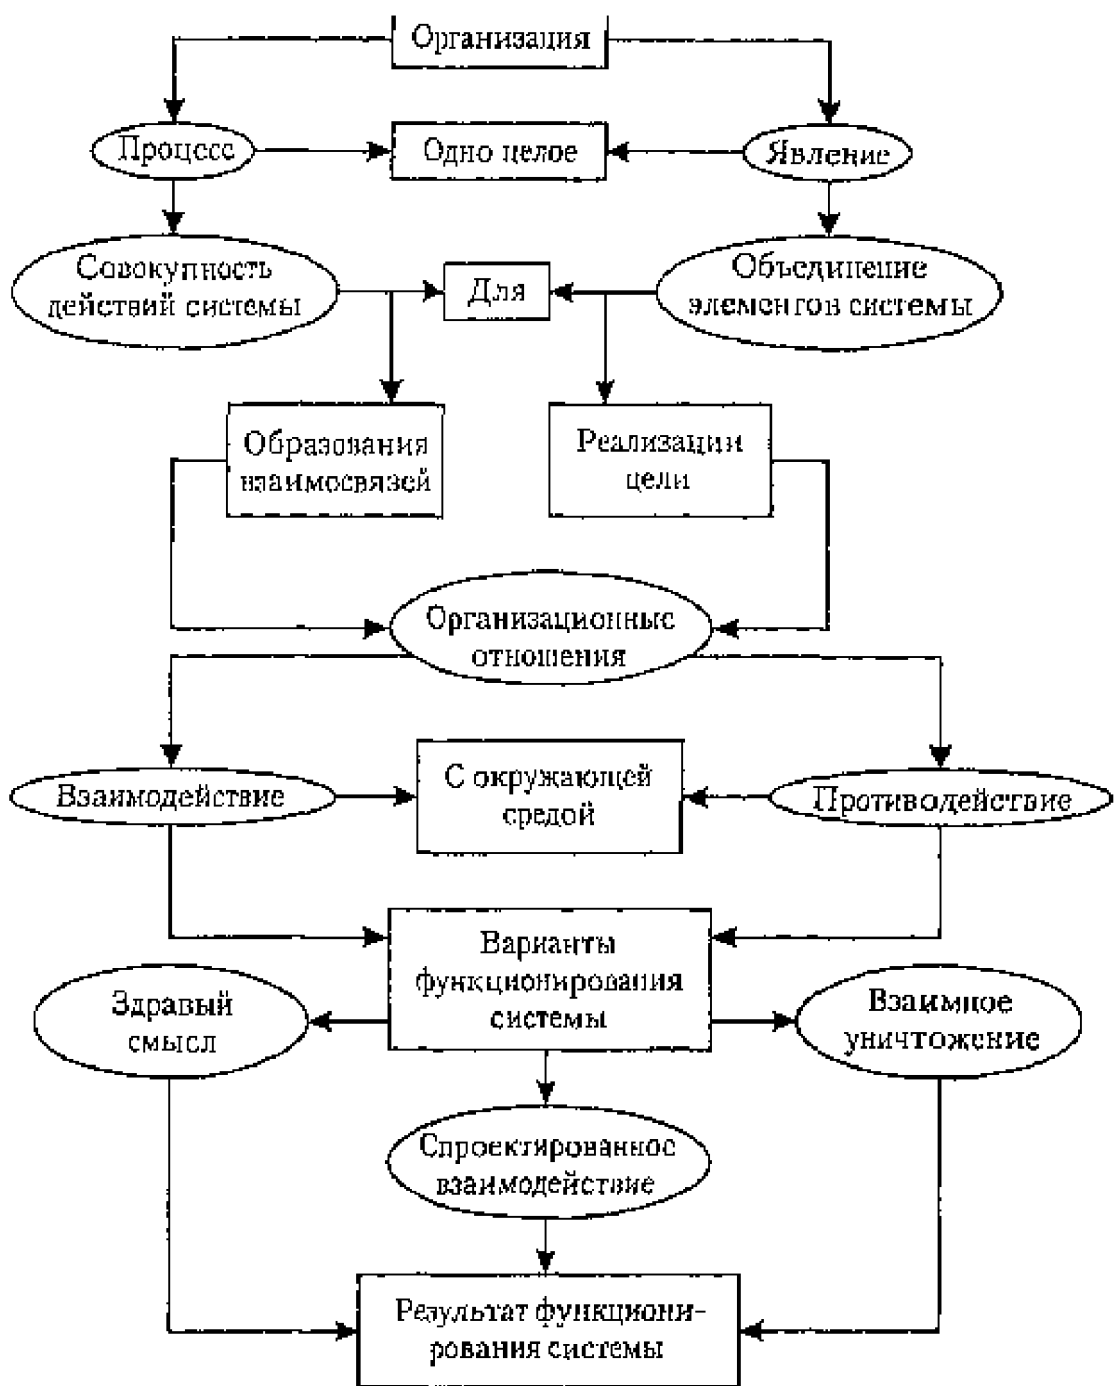 Организация
Процесс
Одно целое
Явление
Совокупность
действий системы
Для
Объединение
элементов системы
Образования
взаимосвязей
Реализации
цели
Организационные
отношения
Взаимодействие
С окружающей
средой
Противодействие
Варианты
функционирования
системы
Здравый
смысл
Взаимное
уничтожение
Спроектированное
взаимодействие
Результат функциони-
рования системы